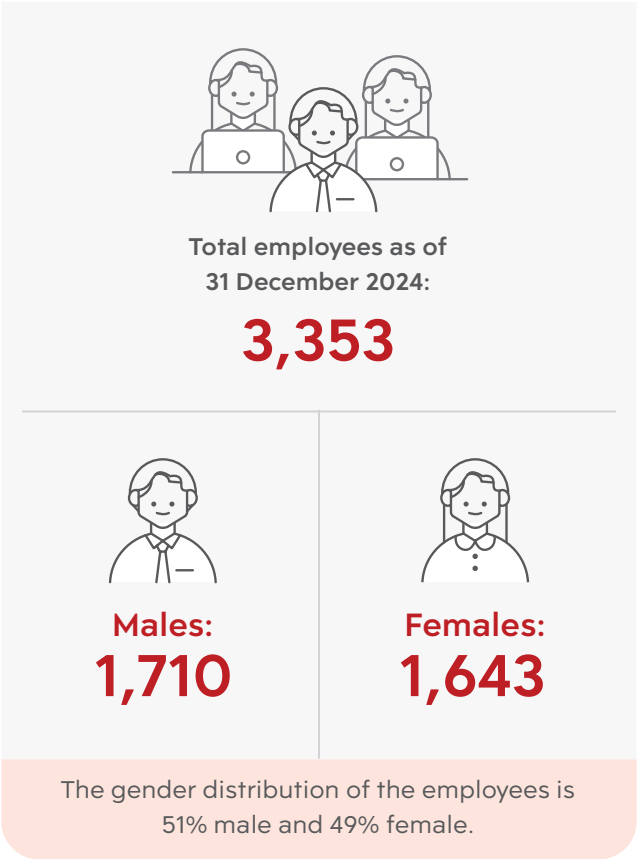 Total employees as of
31 December 2024:
3,353
Males:
1,710
Females:
1,643
The gender distribution of the employees is
51% male and 49% female.